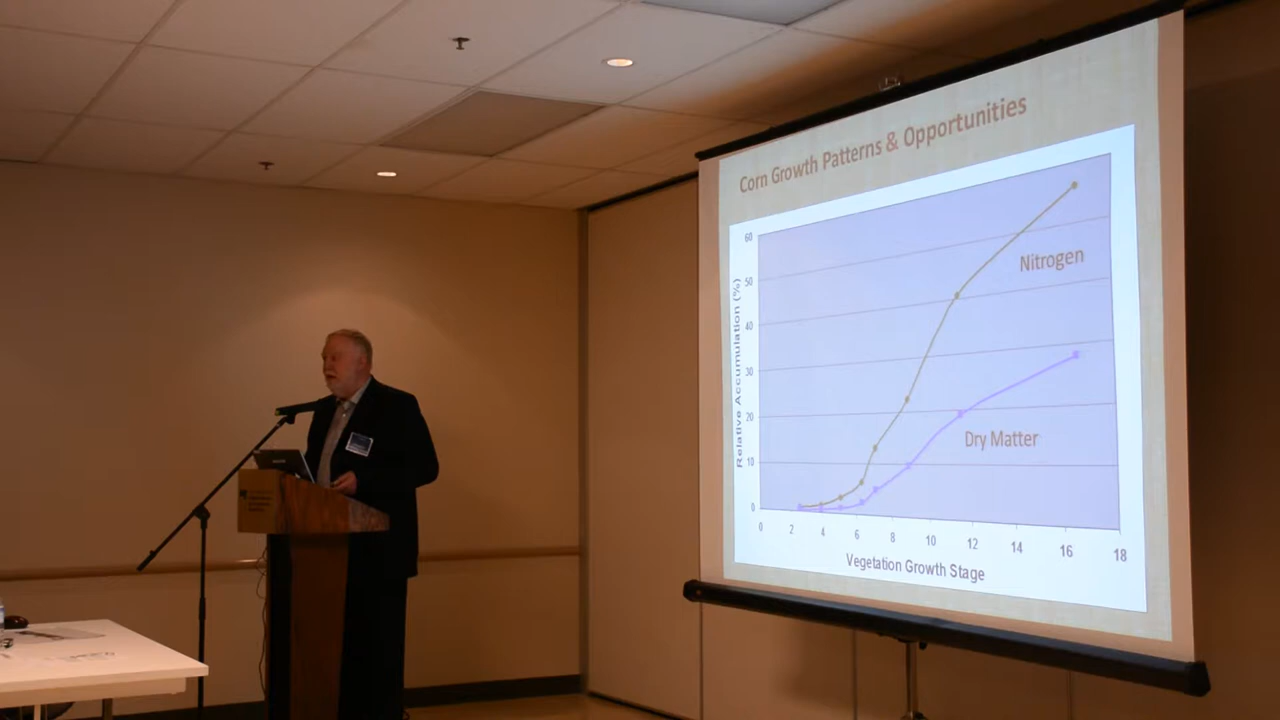 Corn Growth Patterns & Opportunities
60
50
40
30
20
10
0
Relative Accumulation (%)
Nitrogen
Dry Matter
0 2 4 6 8 10 12 14 16 18
Vegetation Growth Stage